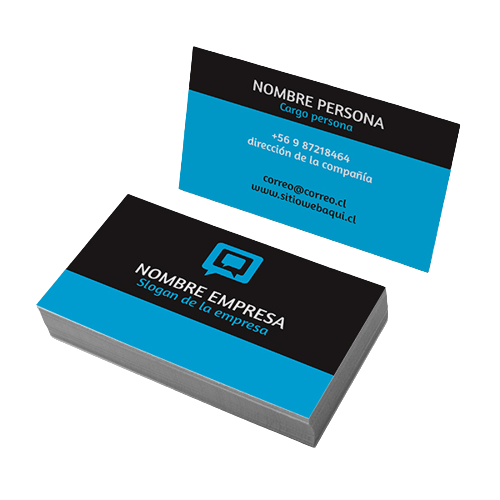 NOMBRE PERSONA
Cargo persona
+56 9 87218464
dirección de la compañía
correo@correo.cl
www.sitiowebaqui.cl
NOMBRE EMPRESA
Slogan de la empresa